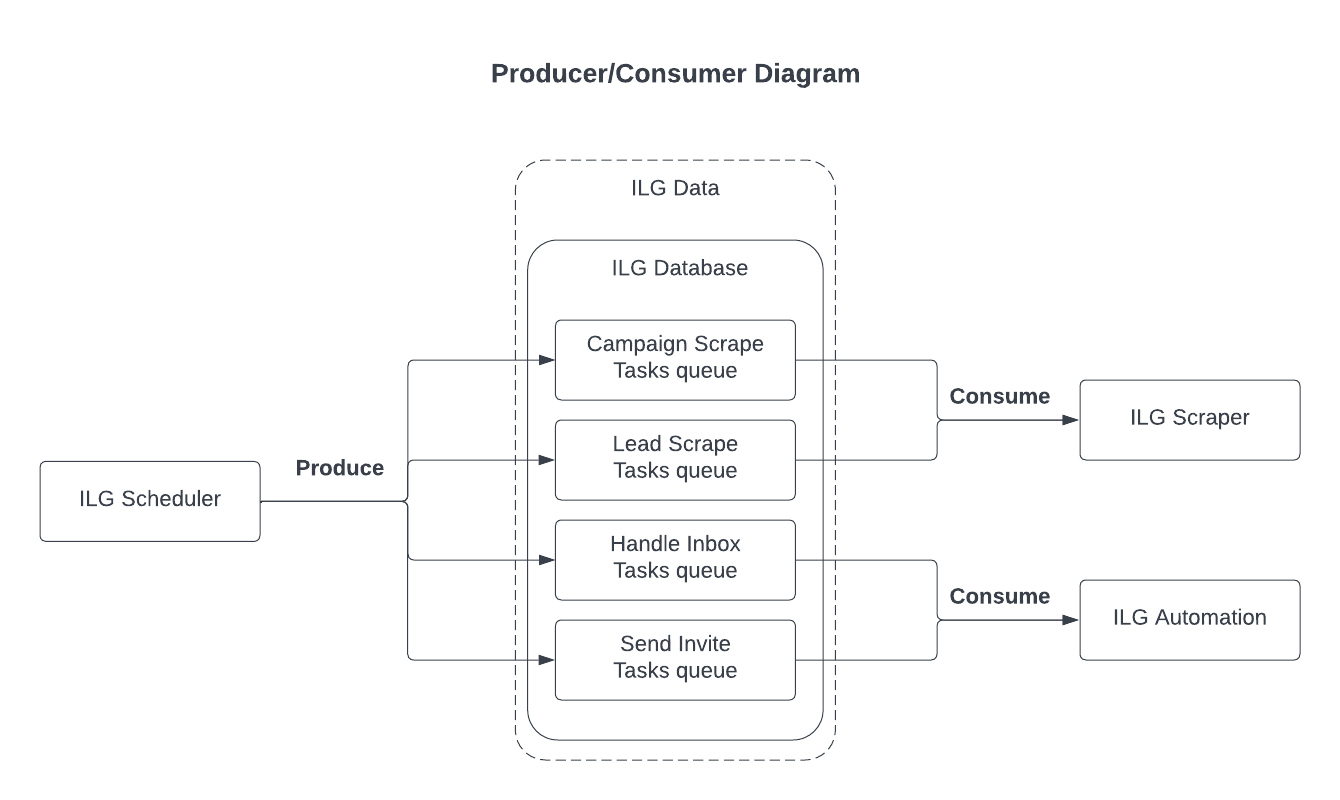 Producer/Consumer Diagram
ILG Data
ILG Database
Campaign Scrape
Tasks queue
Lead Scrape
Tasks queue
Handle Inbox
Tasks queue
Send Invite
Tasks queue
Produce
ILG Scheduler
Consume
ILG Scraper
Consume
ILG Automation